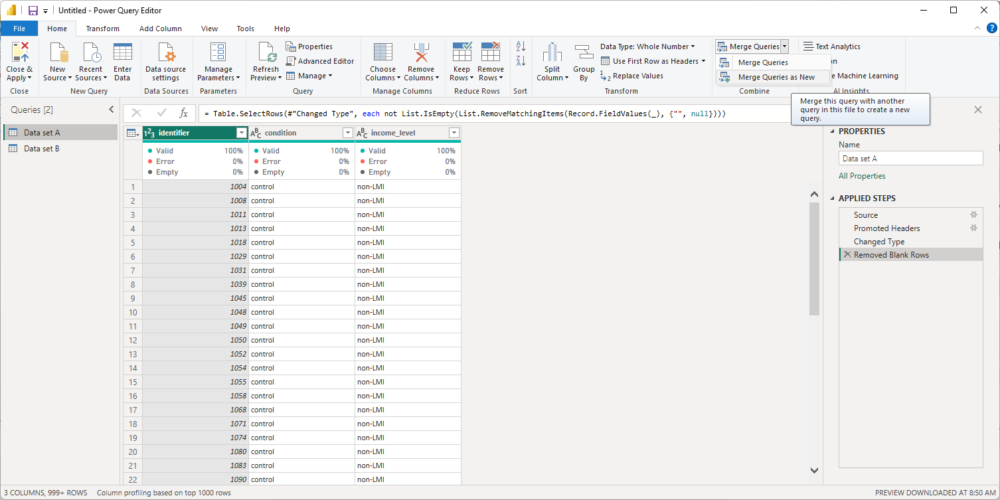 Untitled - Power Query Editor
File Home Transform Add Column View Tools Help
Close & Apply
New Source
Recent Sources
Enter Data
Data source settings
Manage Parameters
Refresh Preview
Properties
Advanced Editor
Manage
Choose Columns
Remove Columns
Keep Rows
Remove Rows
Split Column
Group By
Data Type: Whole Number
Use First Row as Headers
Replace Values
Merge Queries
Merge Queries
Merge Queries as New
Text Analytics
Machine Learning
Close New Query Data Sources Parameters Query Manage Columns Reduce Rows Sort Transform Combine AI Insights
Merge this query with another
query in this file to create a new
query.
Queries [2]
Data set A
Data set B
fx
= Table.SelectRows(#"Changed Type", each not List.IsEmpty(List.RemoveMatchingItems(Record.FieldValues(_), {"", null})))
identifier condition income_level
Valid 100% Valid 100% Valid 100%
Error 0% Error 0% Error 0%
Empty 0% Empty 0% Empty 0%
1 1004 control non-LMI
2 1008 control non-LMI
3 1011 control non-LMI
4 1013 control non-LMI
5 1018 control non-LMI
6 1029 control non-LMI
7 1031 control non-LMI
8 1039 control non-LMI
9 1045 control non-LMI
10 1048 control non-LMI
11 1049 control non-LMI
12 1050 control non-LMI
13 1052 control non-LMI
14 1054 control non-LMI
15 1055 control non-LMI
16 1058 control non-LMI
17 1068 control non-LMI
18 1071 control non-LMI
19 1074 control non-LMI
20 1080 control non-LMI
21 1083 control non-LMI
22 1090 control non-LMI
PROPERTIES
Name
Data set A
All Properties
APPLIED STEPS
Source
Promoted Headers
Changed Type
Removed Blank Rows
3 COLUMNS, 999+ ROWS Column profiling based on top 1000 rows
PREVIEW DOWNLOADED AT 8:50 AM